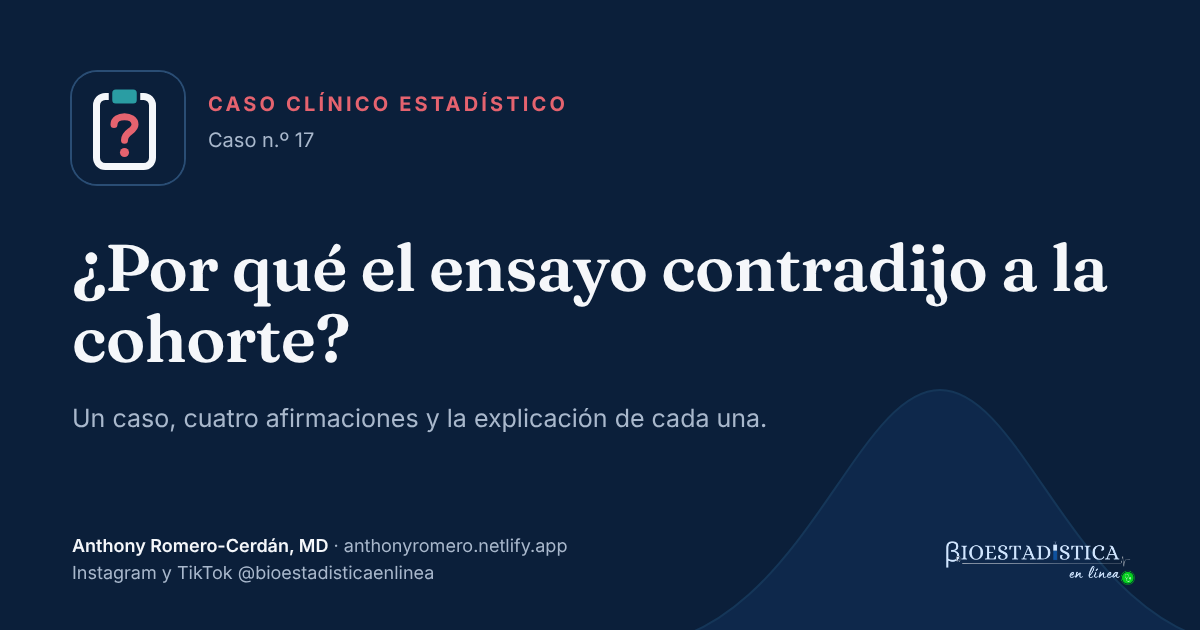 ?
CASO CLÍNICO ESTADÍSTICO
Caso n.º 17
¿Por qué el ensayo contradijo a la
cohorte?
Un caso, cuatro afirmaciones y la explicación de cada una.
Anthony Romero-Cerdán, MD · anthonyromero.netlify.app
Instagram y TikTok @bioestadisticaenlinea
βIOESTADÍSTICA
en línea